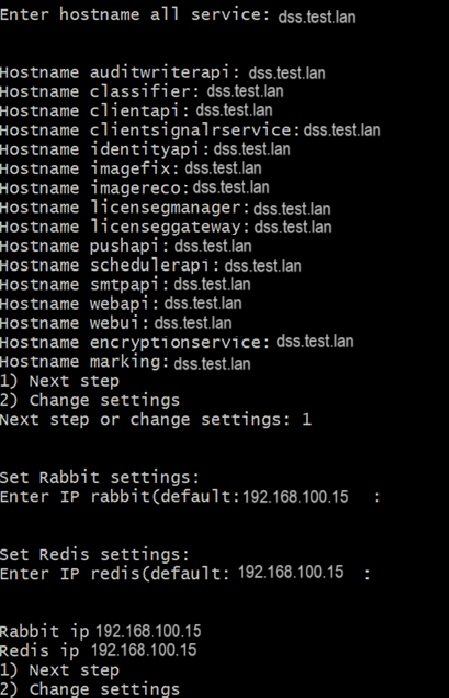 Enter hostname all service: dss.test.lan
Hostname auditwriterapi: dss.test.lan
Hostname classifier: dss.test.lan
Hostname clientapi: dss.test.lan
Hostname clientsignalrservice: dss.test.lan
Hostname identityapi: dss.test.lan
Hostname imagefix: dss.test.lan
Hostname imagereco: dss.test.lan
Hostname licensegmanager: dss.test.lan
Hostname licenseggateway: dss.test.lan
Hostname pushapi: dss.test.lan
Hostname schedulerapi: dss.test.lan
Hostname smtpapi: dss.test.lan
Hostname webapi: dss.test.lan
Hostname webui: dss.test.lan
Hostname encryptionservice: dss.test.lan
Hostname marking: dss.test.lan
1) Next step
2) Change settings
Next step or change settings: 1
Set Rabbit settings:
Enter IP rabbit(default:192.168.100.15 :
Set Redis settings:
Enter IP redis(default: 192.168.100.15 :
Rabbit ip 192.168.100.15
Redis ip 192.168.100.15
1) Next step
2) Change settings